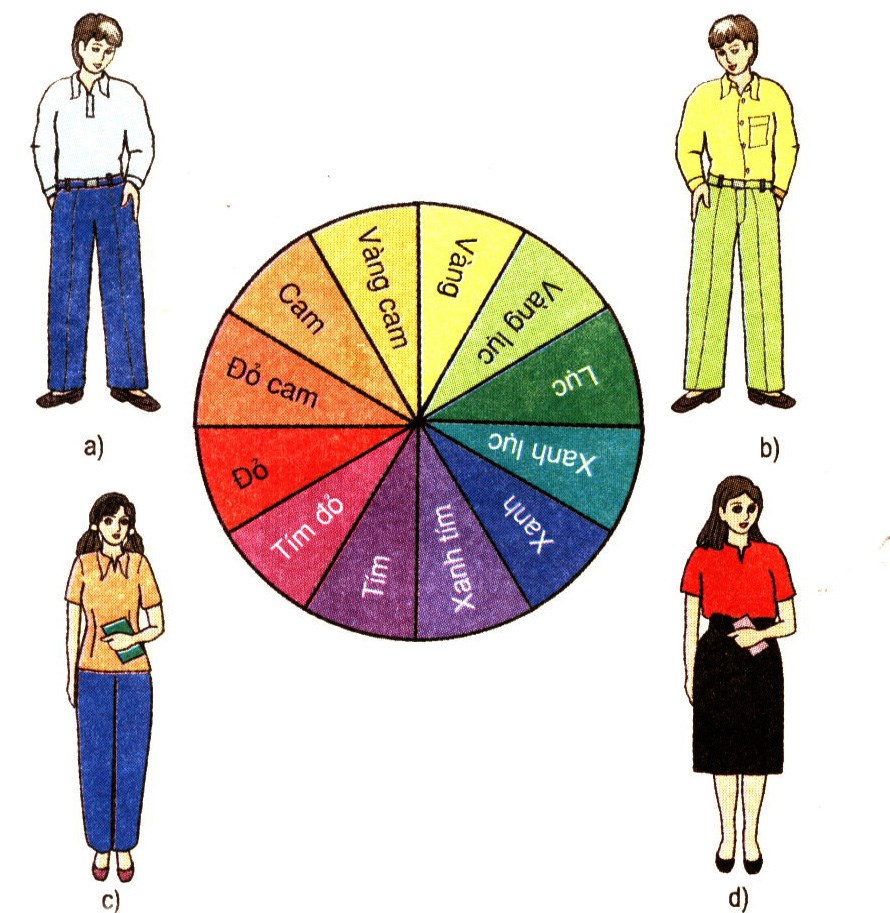 Vàng cam
Vàng
Vàng lục
Lục
Xanh lục
Xanh
Xanh tím
Tím
Tím đỏ
Đỏ
Đỏ cam
Cam
a)
b)
c)
d)